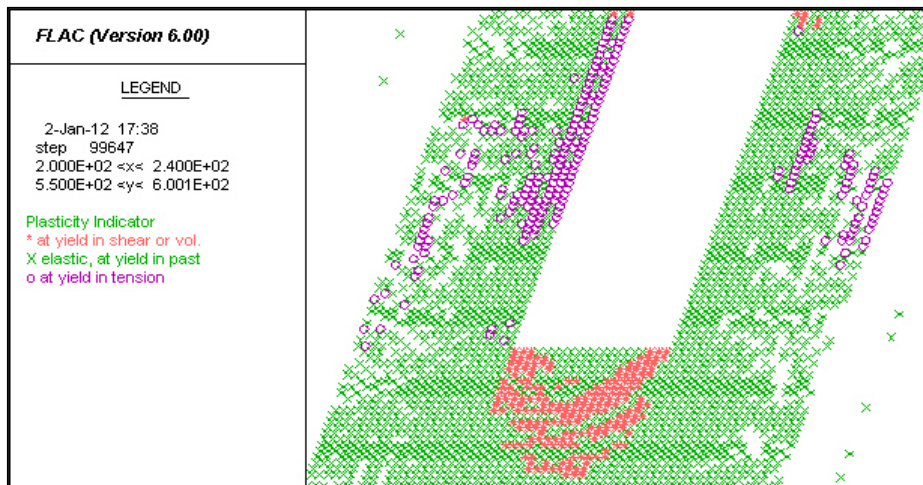 FLAC (Version 6.00)
LEGEND
2-Jan-12 17:38
step 99647
2.000E+02 <x< 2.400E+02
5.500E+02 <y< 6.001E+02
Plasticity Indicator
* at yield in shear or vol.
X elastic, at yield in past
o at yield in tension